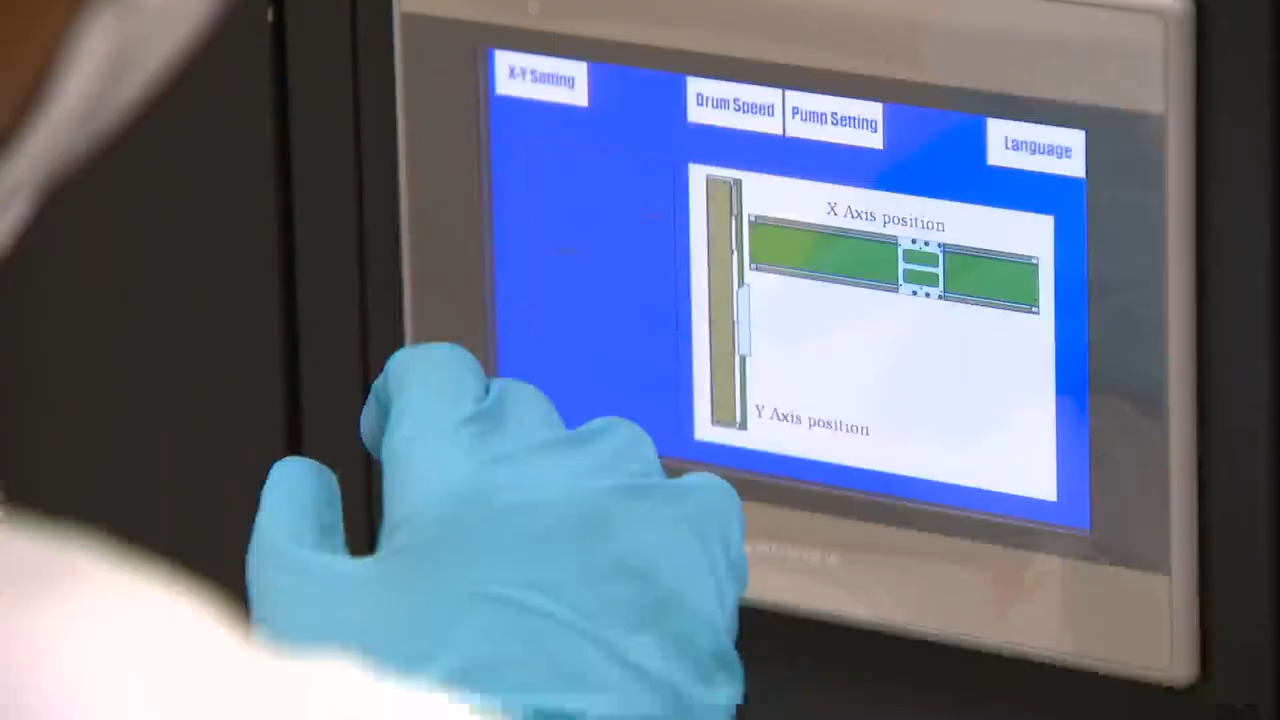 X-Y Setting
Drum Speed
Pump Setting
Language
X Axis position
Y Axis position